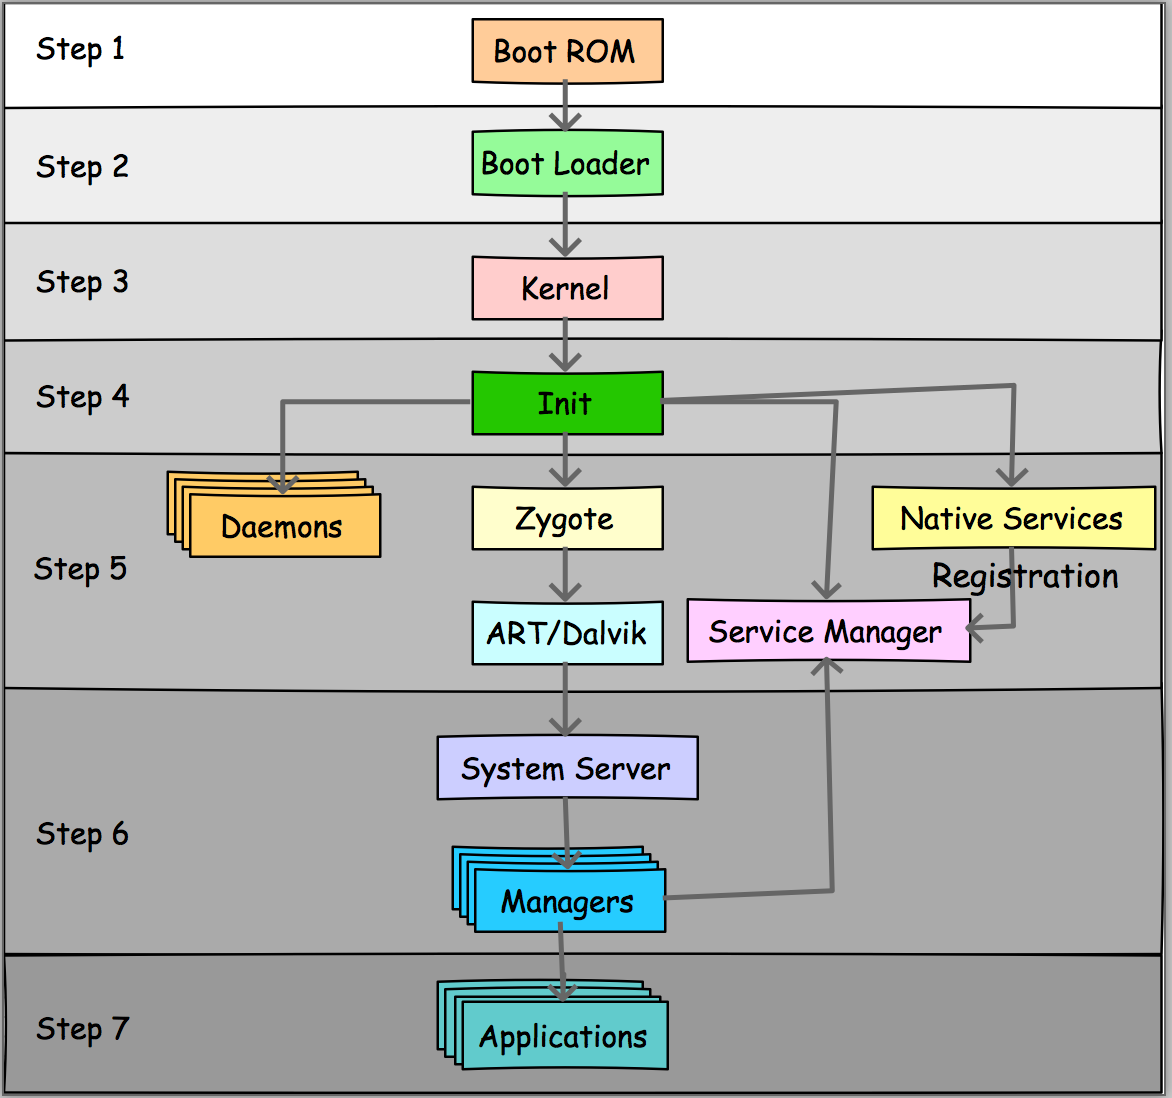 Step 1
Boot ROM
Step 2
Boot Loader
Step 3
Kernel
Step 4
Init
Daemons
Zygote
Native Services
Step 5
Registration
ART/Dalvik
Service Manager
System Server
Step 6
Managers
Step 7
Applications